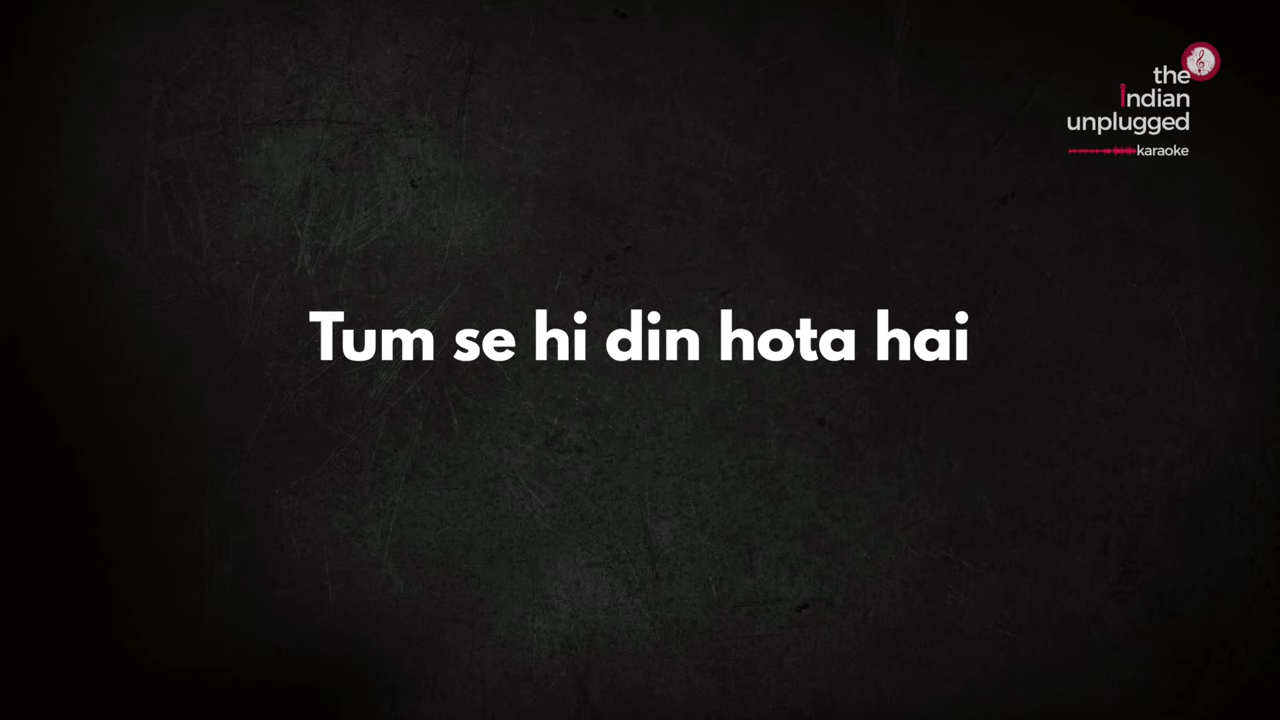 the
indian
unplugged
karaoke
Tum se hi din hota hai